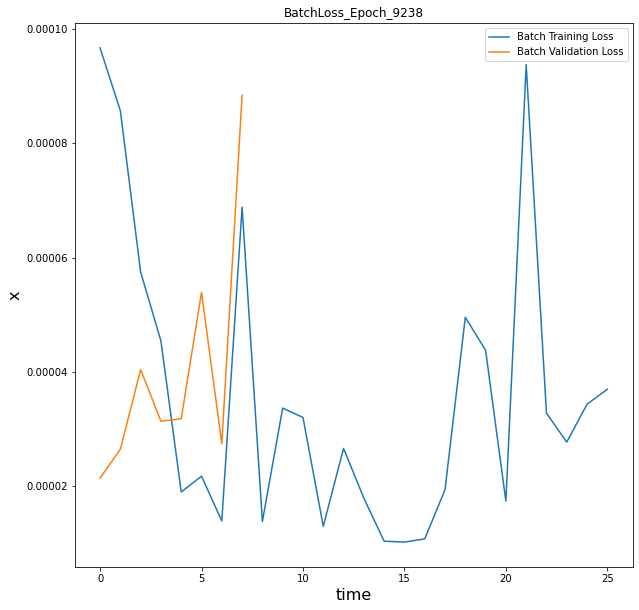 BatchLoss_Epoch_9238
Batch Training Loss
Batch Validation Loss
0.00010
0.00008
0.00006
0.00004
0.00002
x
0 5 10 15 20 25
time